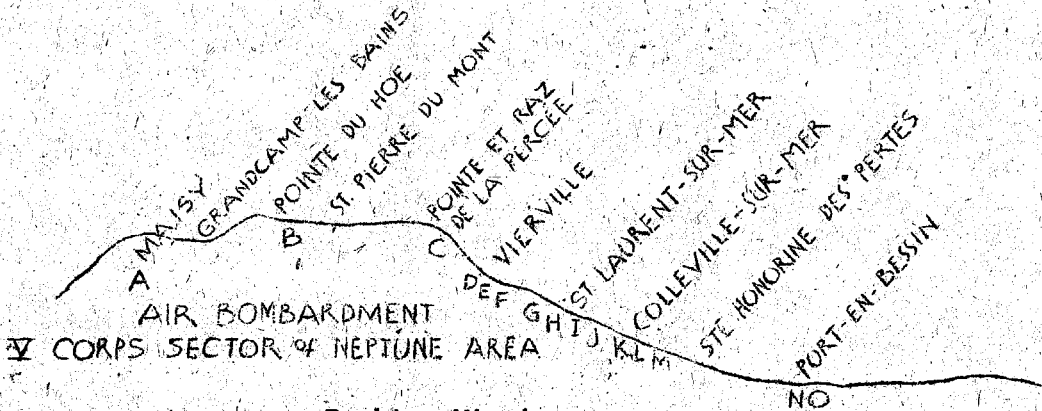 MAISY
GRANDCAMP-LES BAINS
POINTE DU HOE
ST. PIERRE DU MONT
POINTE ET RAZ
DE LA PERCÉE
VIERVILLE
ST LAURENT-SUR-MER
COLLEVILLE-SUR-MER
STE HONORINE DES PERTES
PORT-EN-BESSIN
A
B
C
D E F
G H I J
K L M
N O
AIR BOMBARDMENT
V CORPS SECTOR of NEPTUNE AREA